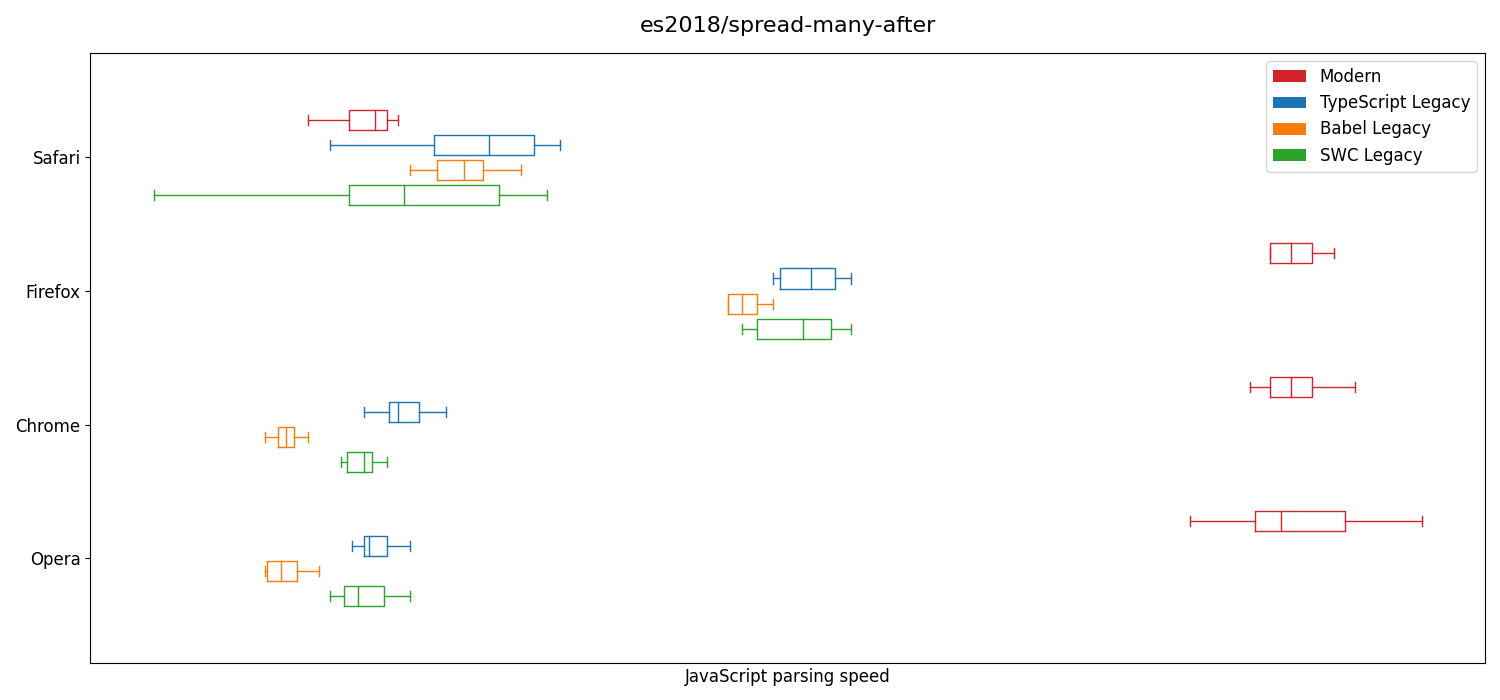 es2018/spread-many-after
Modern
TypeScript Legacy
Babel Legacy
SWC Legacy
Safari
Firefox
Chrome
Opera
JavaScript parsing speed